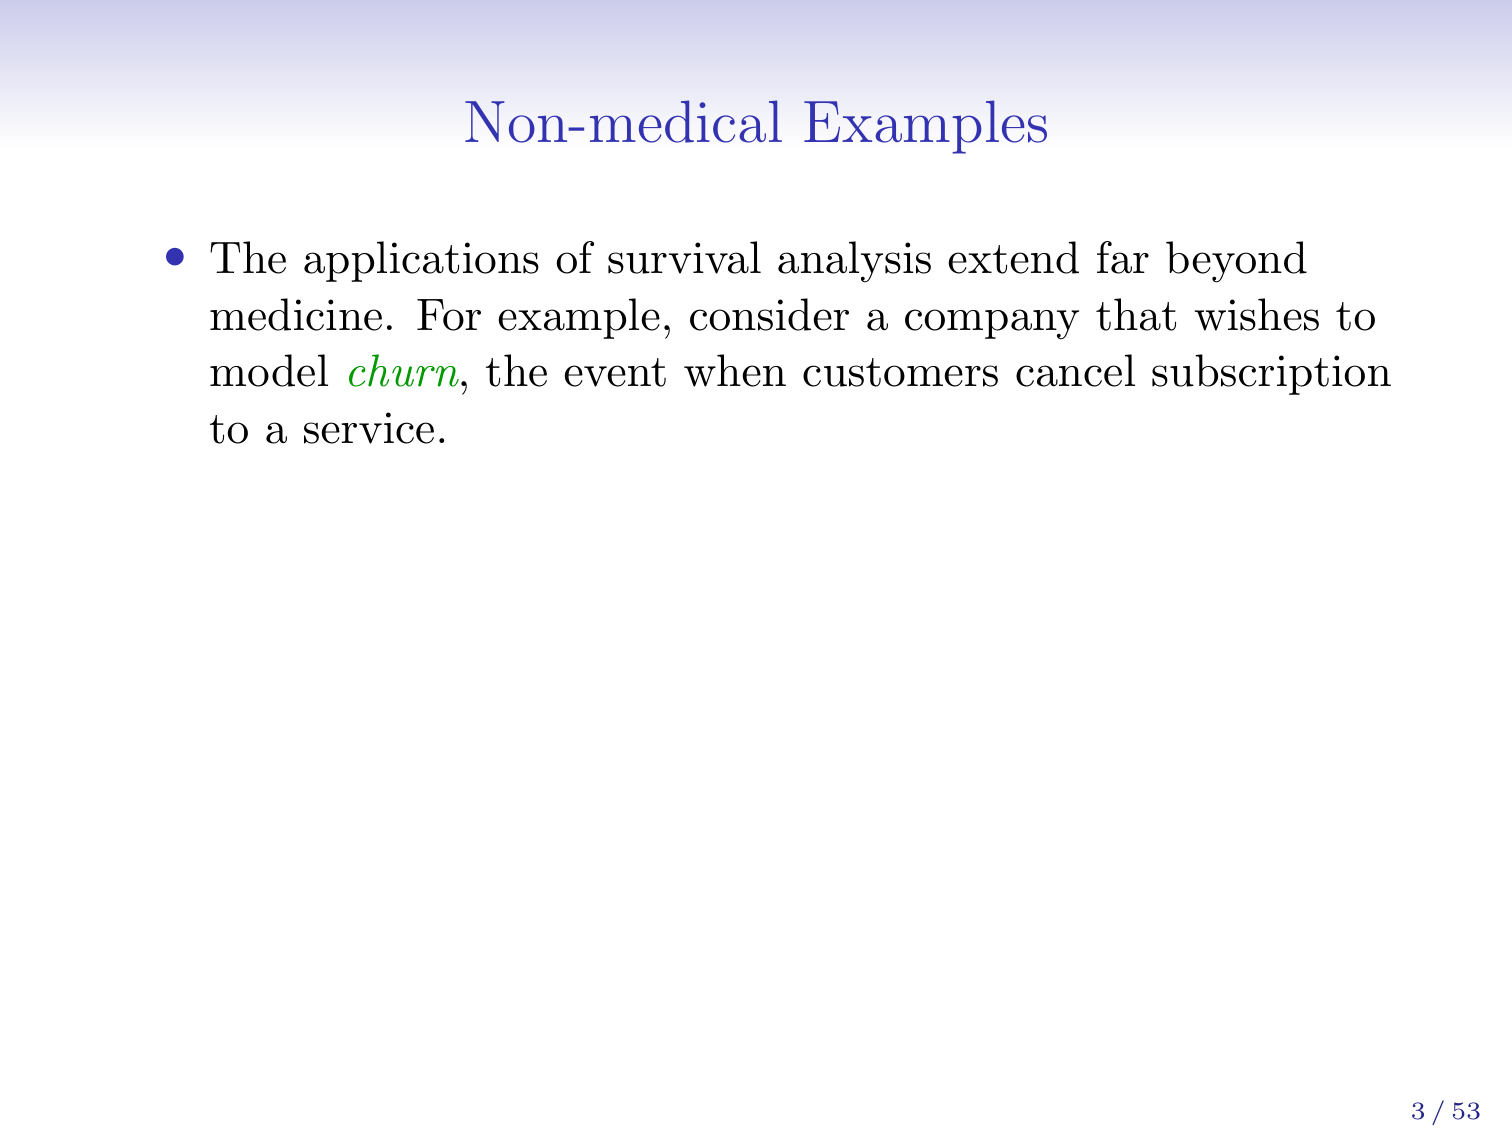 Non-medical Examples
• The applications of survival analysis extend far beyond
medicine. For example, consider a company that wishes to
model churn, the event when customers cancel subscription
to a service.
3 / 53